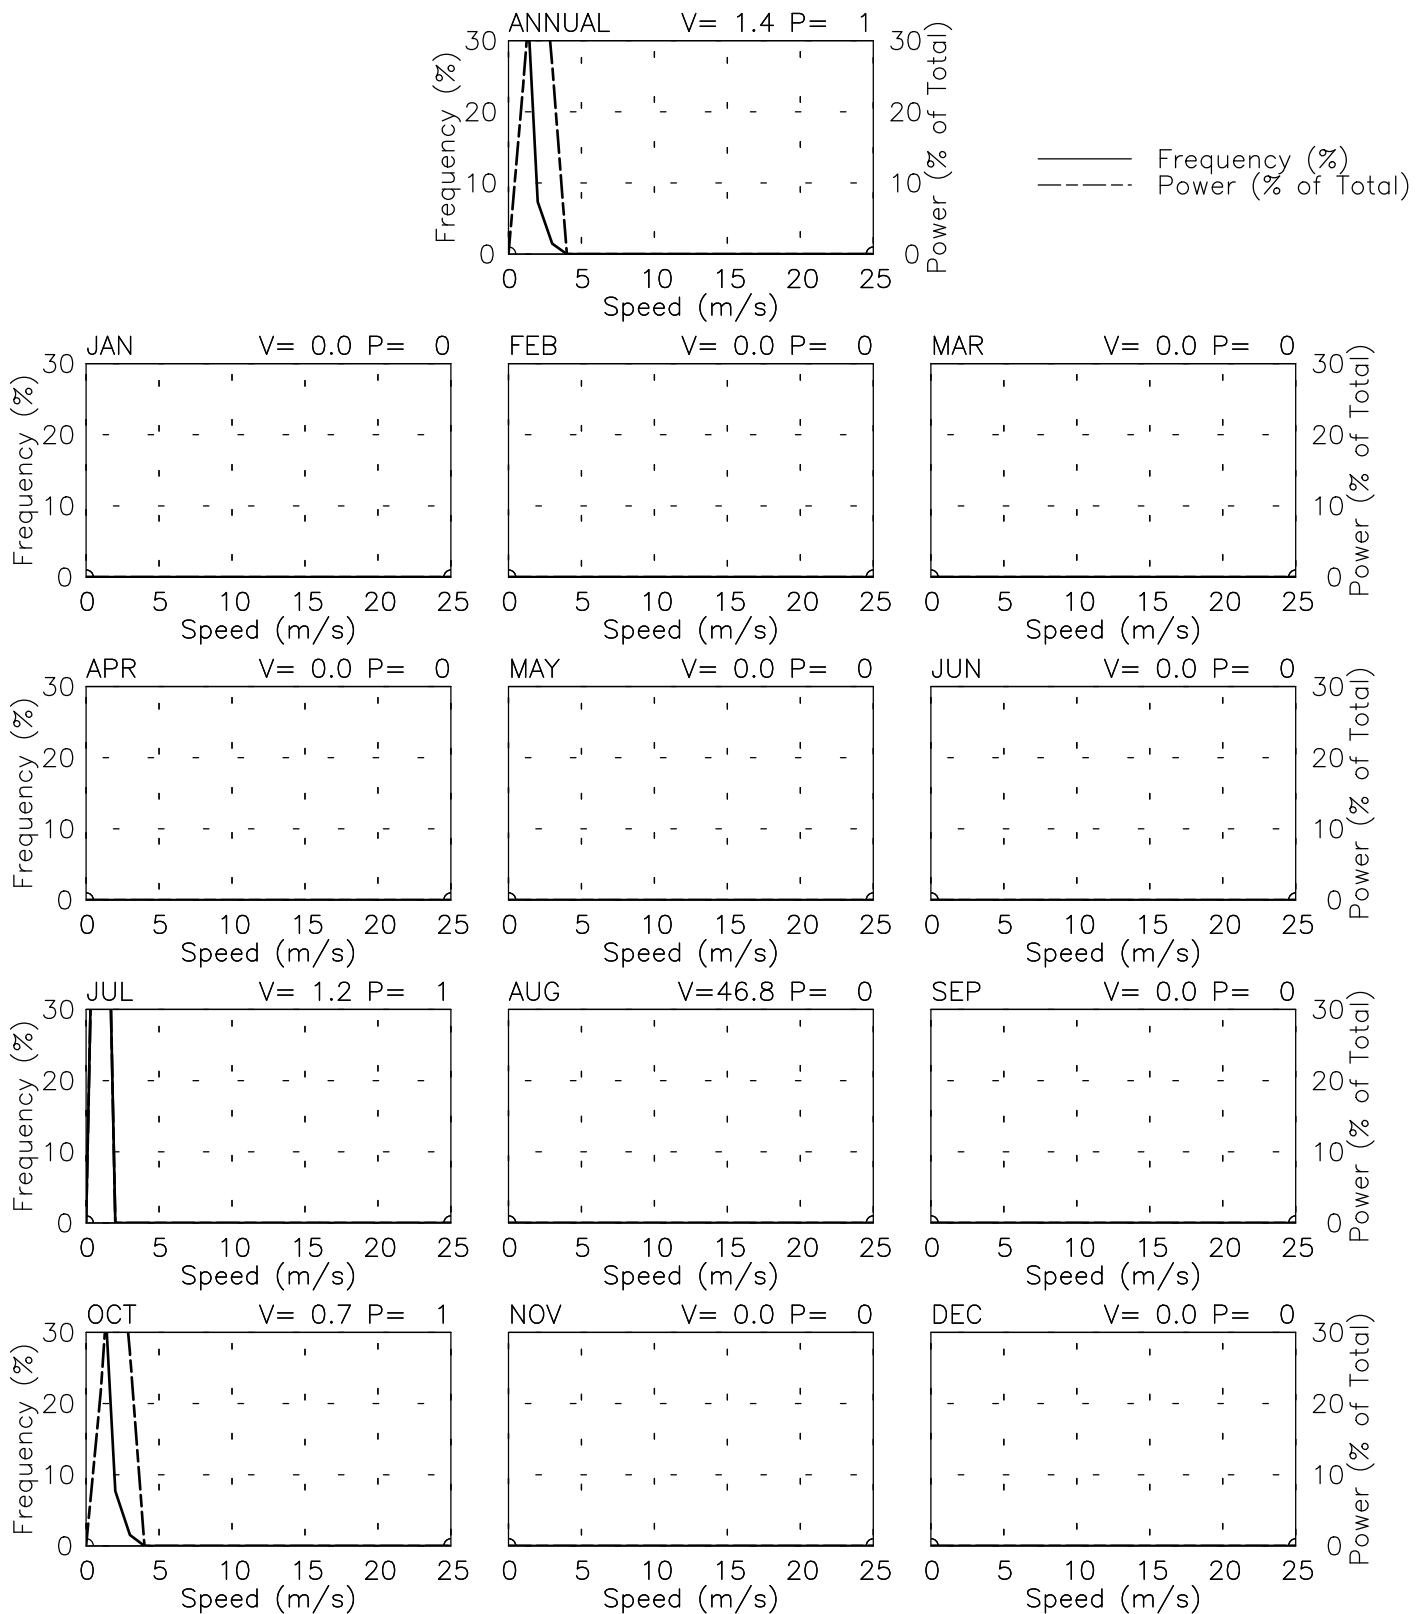 ANNUAL V= 1.4 P= 1
30 30
20 20
10 10
0 0
Frequency (%)
Power (% of Total)
0 5 10 15 20 25
Speed (m/s)
Frequency (%)
Power (% of Total)
JAN V= 0.0 P= 0 FEB V= 0.0 P= 0 MAR V= 0.0 P= 0
30 30
20 20
10 10
0 0
Frequency (%)
Power (% of Total)
0 5 10 15 20 25 0 5 10 15 20 25 0 5 10 15 20 25
Speed (m/s) Speed (m/s) Speed (m/s)
APR V= 0.0 P= 0 MAY V= 0.0 P= 0 JUN V= 0.0 P= 0
30 30
20 20
10 10
0 0
Frequency (%)
Power (% of Total)
0 5 10 15 20 25 0 5 10 15 20 25 0 5 10 15 20 25
Speed (m/s) Speed (m/s) Speed (m/s)
JUL V= 1.2 P= 1 AUG V=46.8 P= 0 SEP V= 0.0 P= 0
30 30
20 20
10 10
0 0
Frequency (%)
Power (% of Total)
0 5 10 15 20 25 0 5 10 15 20 25 0 5 10 15 20 25
Speed (m/s) Speed (m/s) Speed (m/s)
OCT V= 0.7 P= 1 NOV V= 0.0 P= 0 DEC V= 0.0 P= 0
30 30
20 20
10 10
0 0
Frequency (%)
Power (% of Total)
0 5 10 15 20 25 0 5 10 15 20 25 0 5 10 15 20 25
Speed (m/s) Speed (m/s) Speed (m/s)